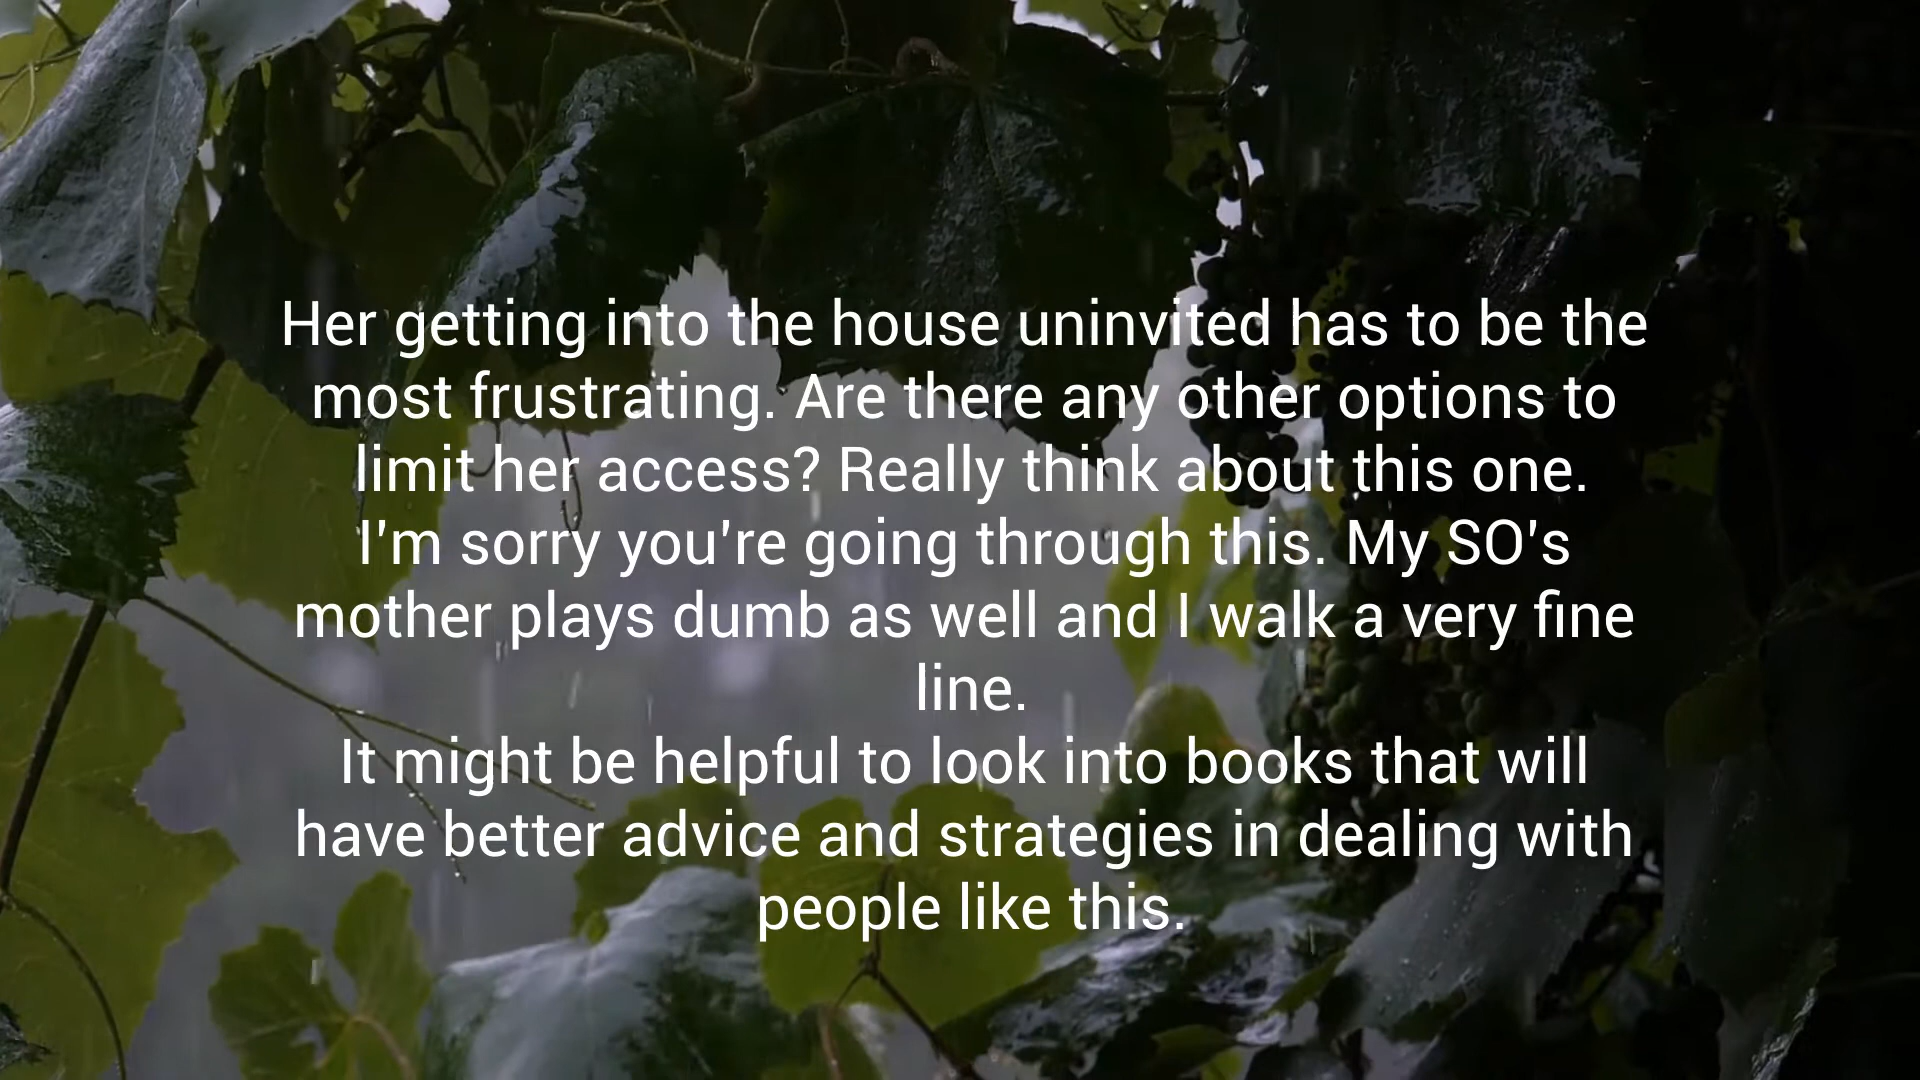 Her getting into the house uninvited has to be the
most frustrating. Are there any other options to
limit her access? Really think about this one.
I'm sorry you're going through this. My SO's
mother plays dumb as well and I walk a very fine
line.
It might be helpful to look into books that will
have better advice and strategies in dealing with
people like this.